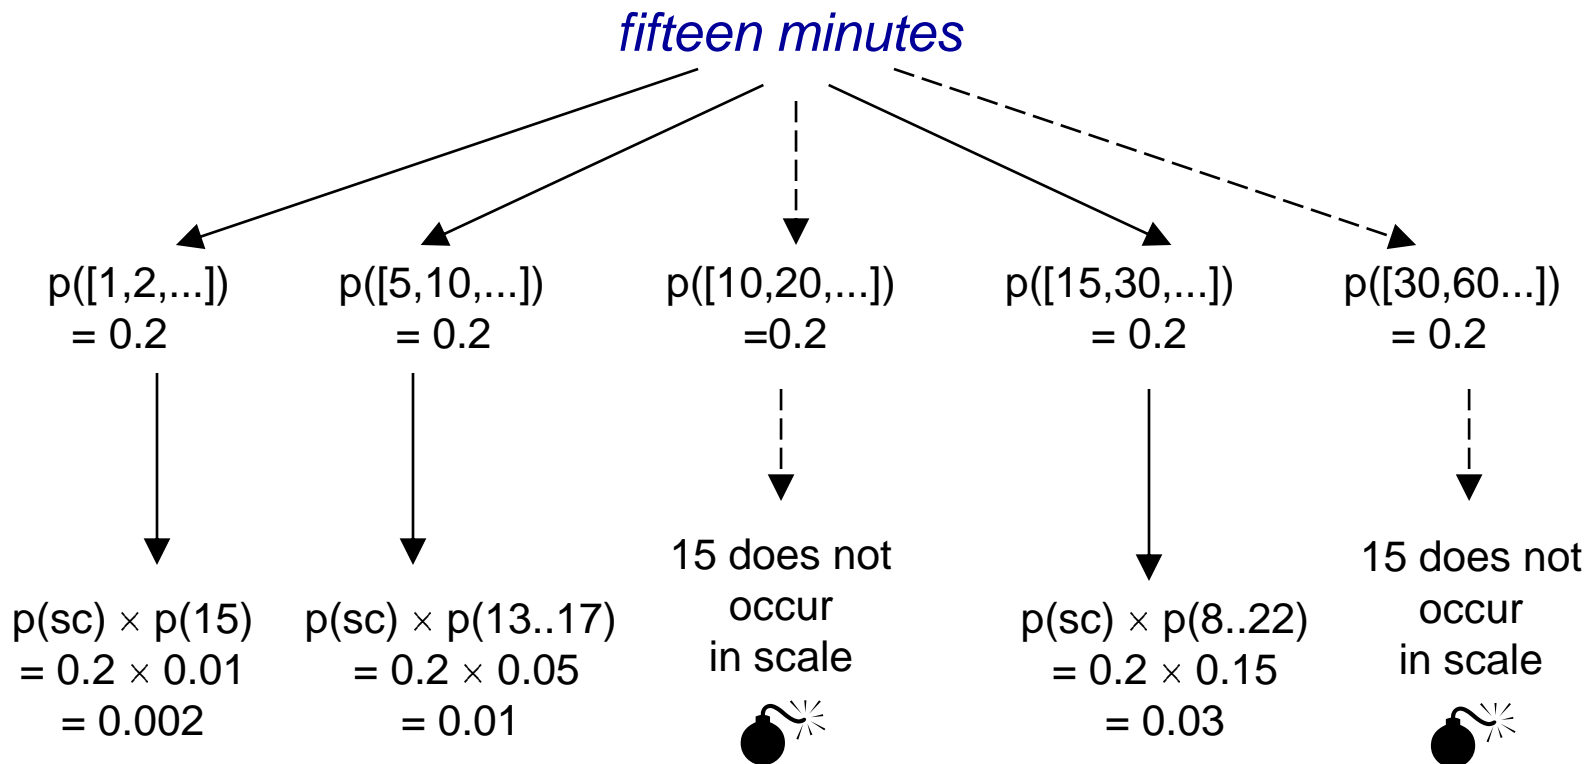 fifteen minutes
p([1,2,...])
= 0.2
p([5,10,...])
= 0.2
p([10,20,...])
=0.2
p([15,30,...])
= 0.2
p([30,60...])
= 0.2
p(sc) × p(15)
= 0.2 × 0.01
= 0.002
p(sc) × p(13..17)
= 0.2 × 0.05
= 0.01
15 does not
occur
in scale
p(sc) × p(8..22)
= 0.2 × 0.15
= 0.03
15 does not
occur
in scale